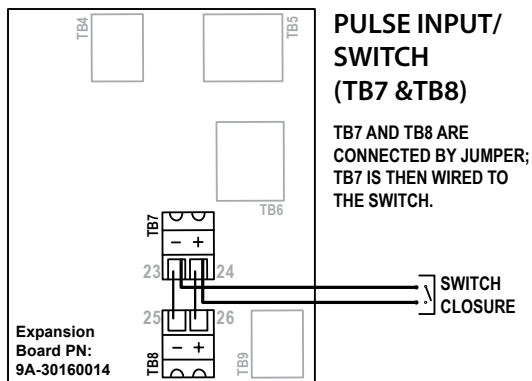 TB4
TB5
PULSE INPUT/
SWITCH
(TB7 &TB8)
TB7 AND TB8 ARE
CONNECTED BY JUMPER;
TB7 IS THEN WIRED TO
THE SWITCH.
TB6
TB7
- +
23 24
SWITCH
CLOSURE
25 26
Expansion
Board PN:
9A-30160014
TB8
- +
TB9